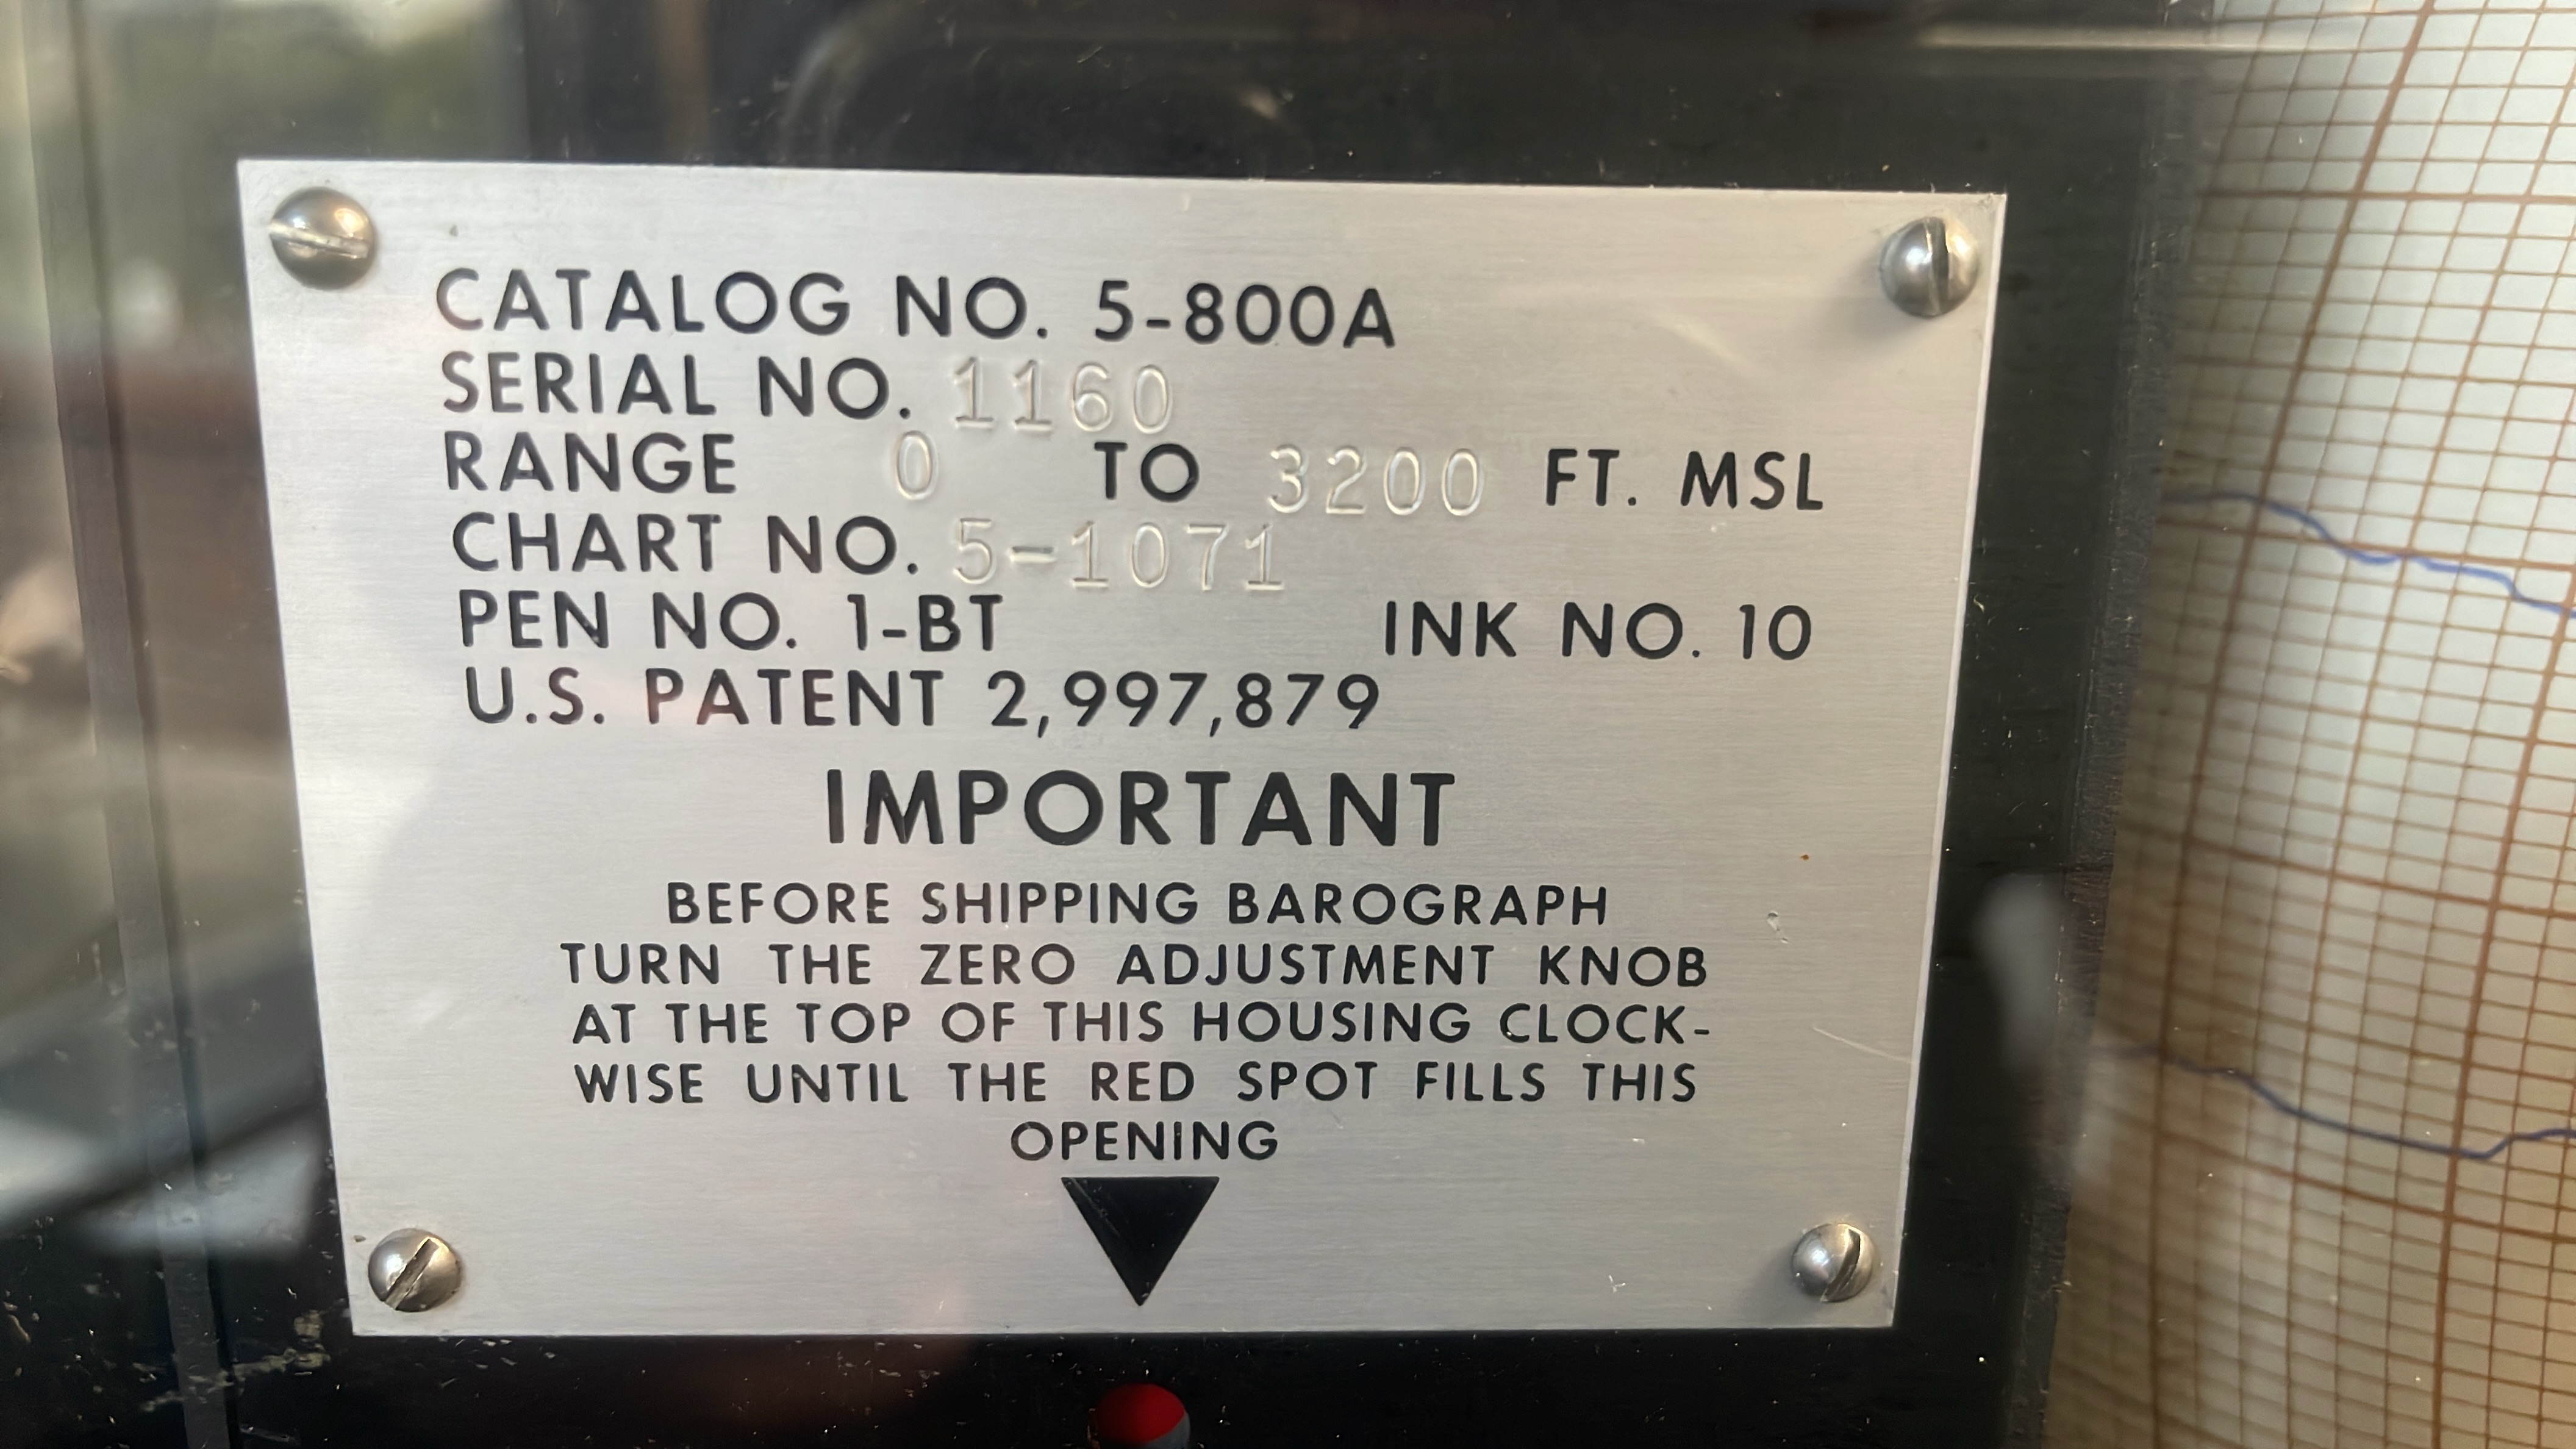 CATALOG NO. 5-800A
SERIAL NO. 1160
RANGE 0 TO 3200 FT. MSL
CHART NO. 5-1071
PEN NO. 1-BT INK NO. 10
U.S. PATENT 2,997,879
IMPORTANT
BEFORE SHIPPING BAROGRAPH
TURN THE ZERO ADJUSTMENT KNOB
AT THE TOP OF THIS HOUSING CLOCK-
WISE UNTIL THE RED SPOT FILLS THIS
OPENING